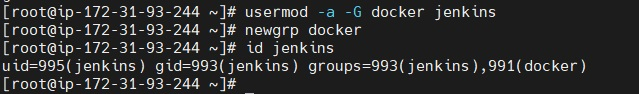 [root@ip-172-31-93-244 ~]# usermod -a -G docker jenkins
[root@ip-172-31-93-244 ~]# newgrp docker
[root@ip-172-31-93-244 ~]# id jenkins
uid=995(jenkins) gid=993(jenkins) groups=993(jenkins),991(docker)
[root@ip-172-31-93-244 ~]#